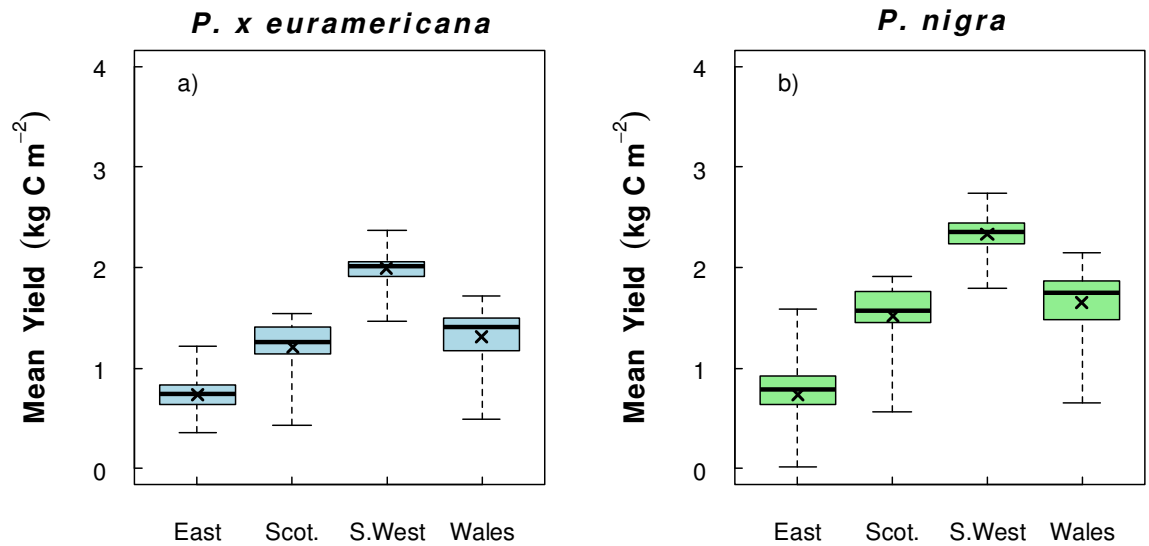 P. x euramericana
a)
Mean Yield (kg C m⁻²)
4
3
2
1
0
East Scot. S.West Wales
P. nigra
b)
Mean Yield (kg C m⁻²)
4
3
2
1
0
East Scot. S.West Wales